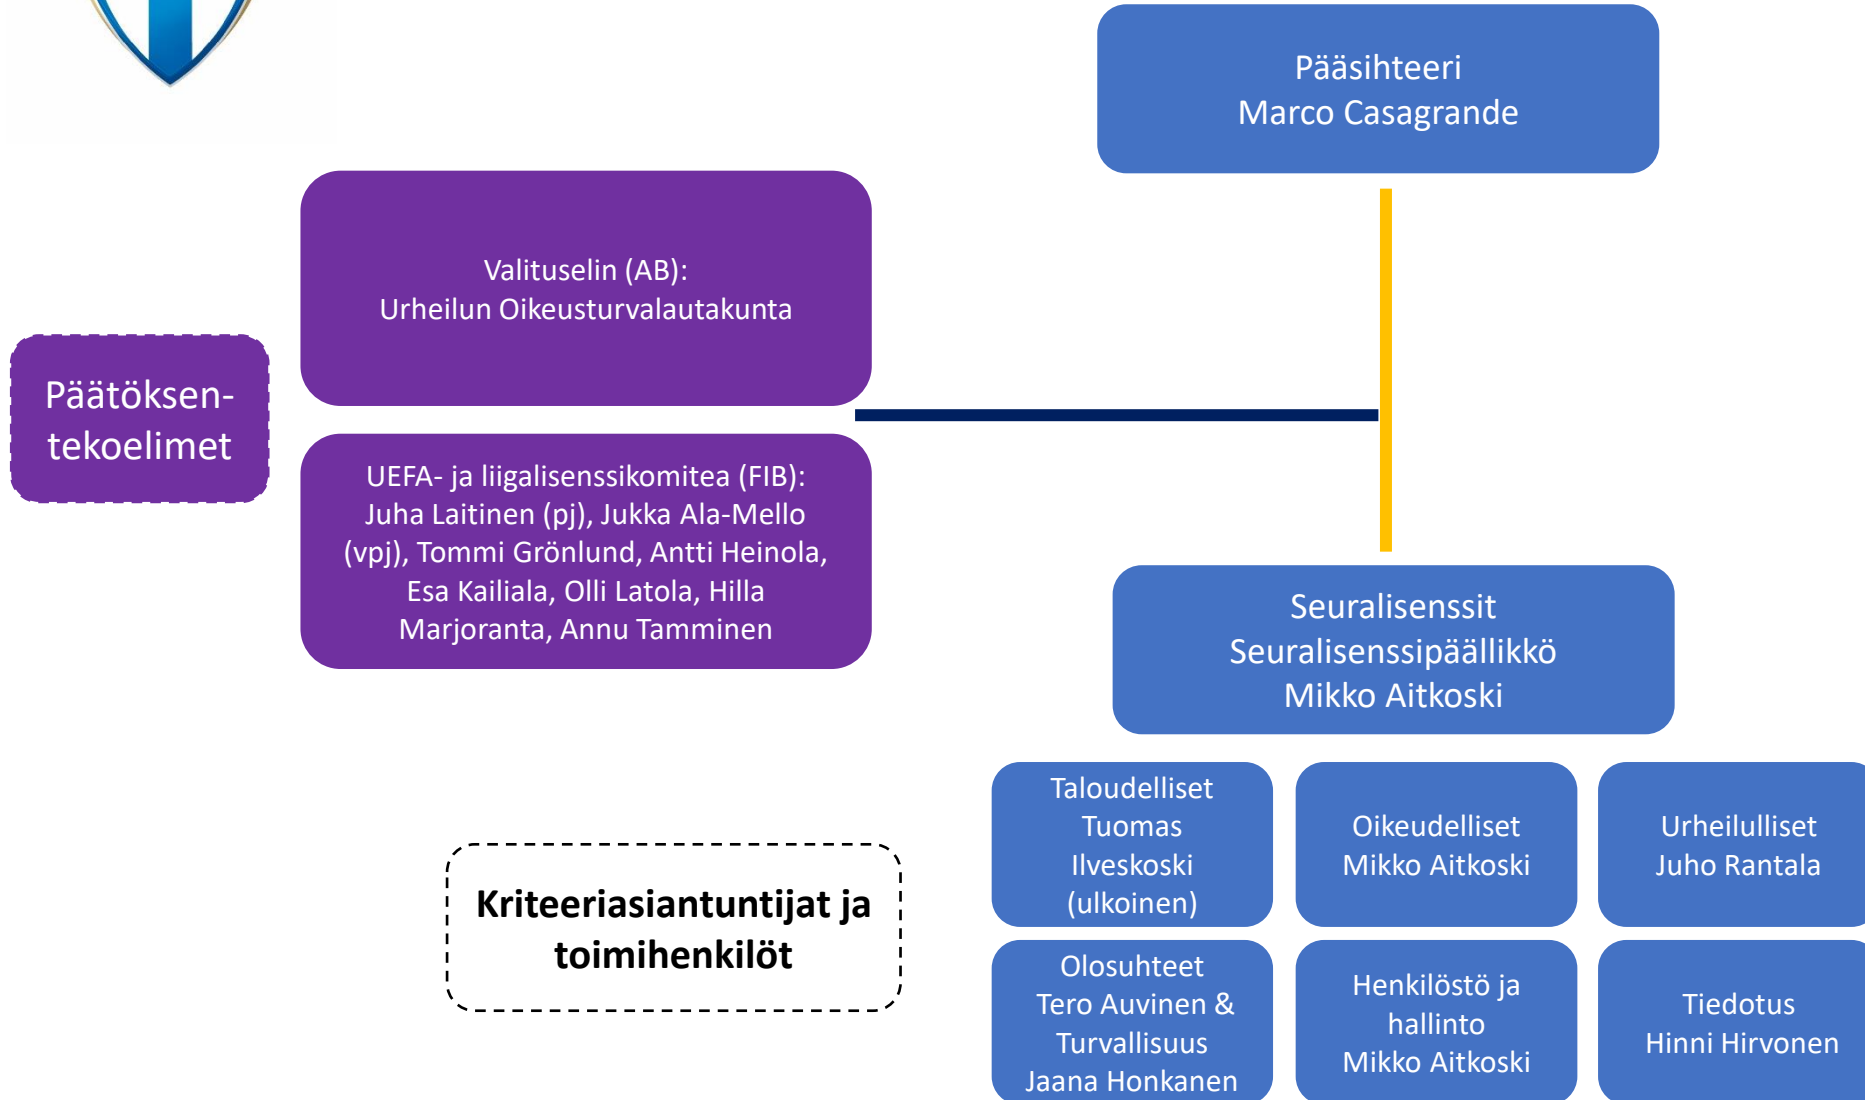 Pääsihteeri
Marco Casagrande
Valituselin (AB):
Urheilun Oikeusturvalautakunta
Päätöksen-
tekoelimet
UEFA- ja liigalisenssikomitea (FIB):
Juha Laitinen (pj), Jukka Ala-Mello
(vpj), Tommi Grönlund, Antti Heinola,
Esa Kailiala, Olli Latola, Hilla
Marjoranta, Annu Tamminen
Seuralisenssit
Seuralisenssipäällikkö
Mikko Aitkoski
Kriteeriasiantuntijat ja
toimihenkilöt
Taloudelliset
Tuomas
Ilveskoski
(ulkoinen)
Oikeudelliset
Mikko Aitkoski
Urheilulliset
Juho Rantala
Olosuhteet
Tero Auvinen &
Turvallisuus
Jaana Honkanen
Henkilöstö ja
hallinto
Mikko Aitkoski
Tiedotus
Hinni Hirvonen